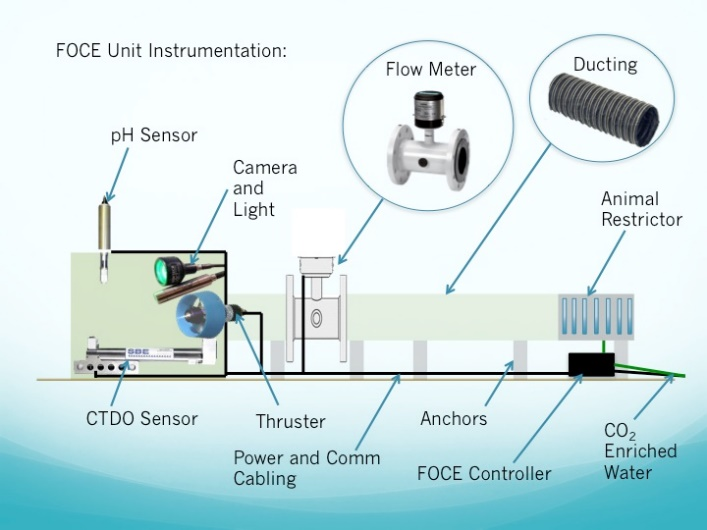 FOCE Unit Instrumentation:
Flow Meter
Ducting
pH Sensor
Camera
and
Light
Animal
Restrictor
SBE
CTDO Sensor
Thruster
Anchors
Power and Comm
Cabling
FOCE Controller
CO₂
Enriched
Water